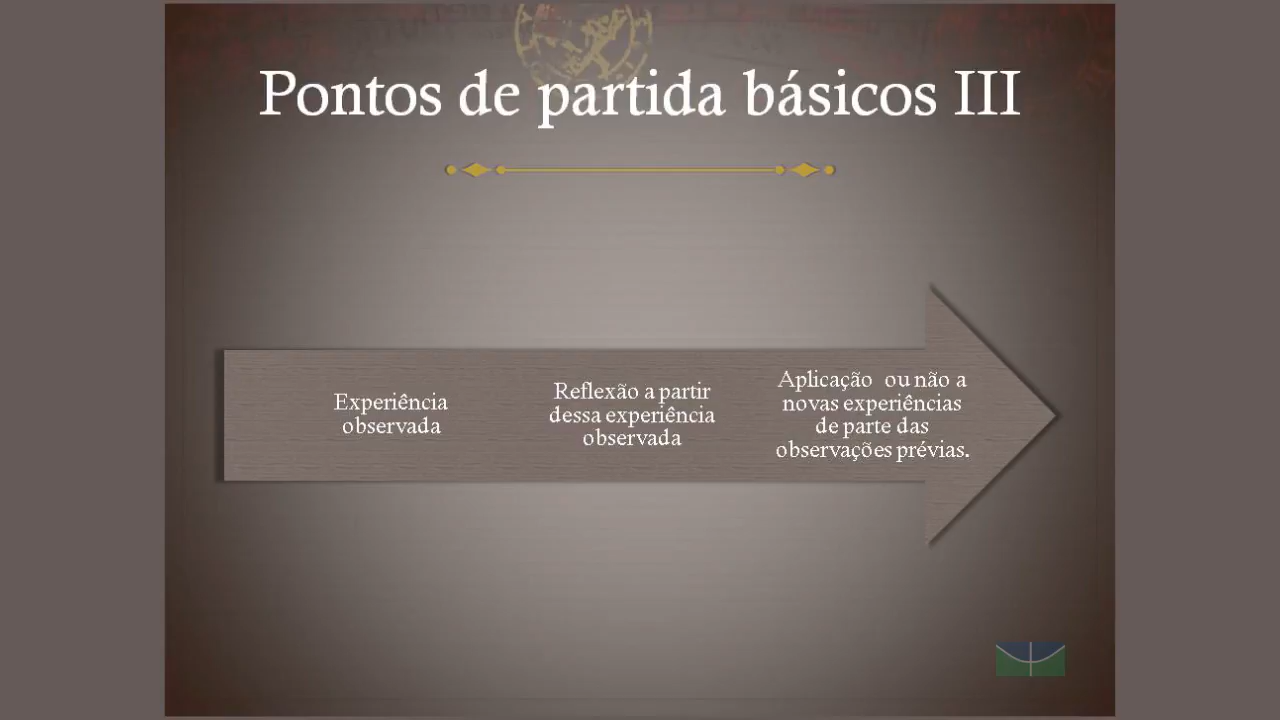 Pontos de partida básicos III
Experiência
observada
Reflexão a partir
dessa experiência
observada
Aplicação ou não a
novas experiências
de parte das
observações prévias.